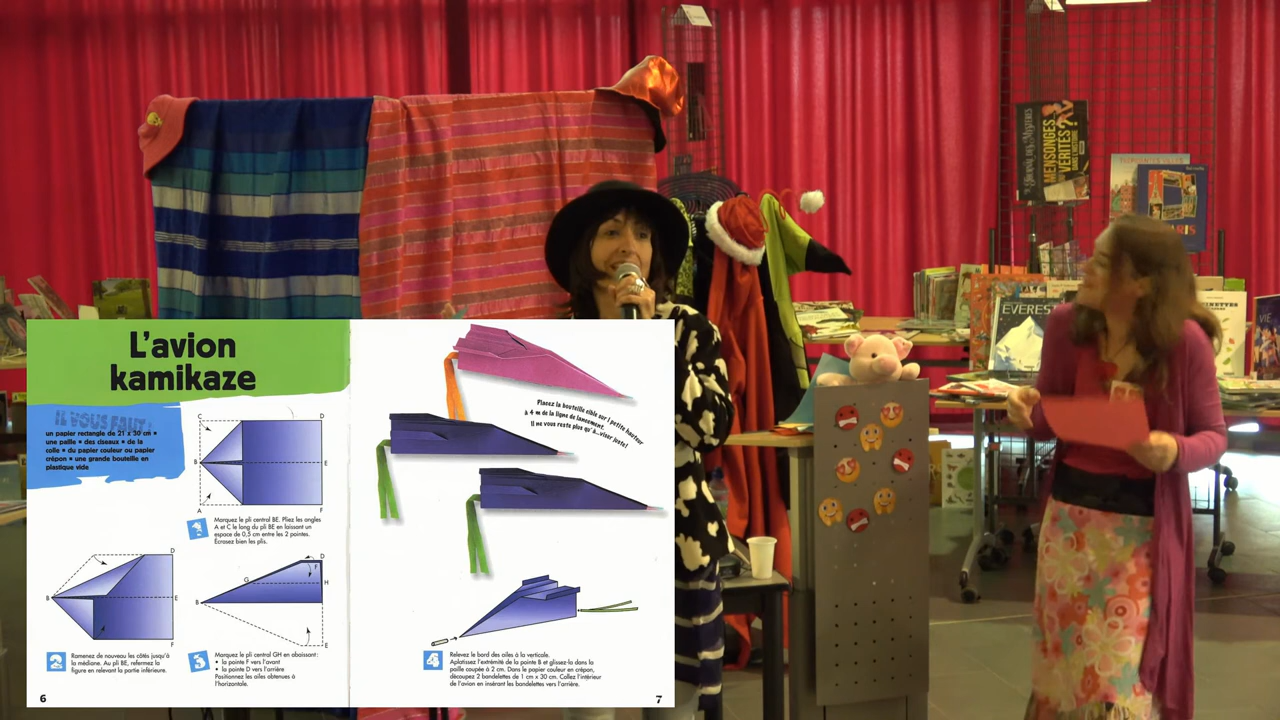 L'avion
kamikaze
IL VOUS FAUT :
un papier rectangle de 21 x 30 cm •
une paille • des ciseaux • de la
colle • du papier couleur ou papier
crépon • une grande bouteille en
plastique vide
C
D
B
E
A
F
1
Marquez le pli central BE. Pliez les angles
A et C le long du pli BE en laissant un
espace de 0,5 cm entre les 2 pointes.
Écrasez bien les plis.
D
B
E
F
2
Ramenez de nouveau les côtés jusqu'à
la médiane. Au pli BE, refermez la
figure en relevant la partie inférieure.
D
F
G
H
B
E
3
Marquez le pli central GH en abaissant :
• la pointe F vers l'avant
• la pointe D vers l'arrière
Positionnez les ailes obtenues à
l'horizontale.
6
Placez la bouteille cible sur 1 petite hauteur
à 4 m de la ligne de lancement.
Il ne vous reste plus qu'à...viser juste !
4
Relevez le bord des ailes à la verticale.
Aplatissez l'extrémité de la pointe B et glissez-la dans la
paille coupée à 2 cm. Dans le papier couleur en crépon,
découpez 2 bandelettes de 1 cm x 30 cm. Collez l'intérieur
de l'avion en insérant les bandelettes vers l'arrière.
7
MENSONGES
VÉRITÉS
DANS L'HISTOIRE
PARIS
EVEREST
VIE